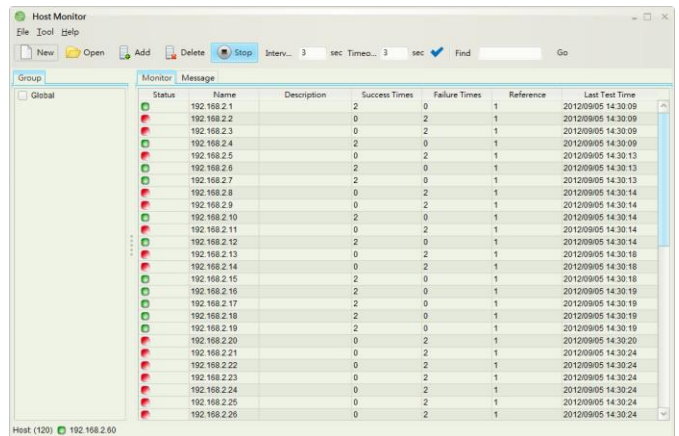 Host Monitor
File Tool Help
New Open Add Delete Stop Interv... 3 sec Timeo... 3 sec Find Go
Group Monitor Message
Global
Status Name Description Success Times Failure Times Reference Last Test Time
192.168.2.1 2 0 1 2012/09/05 14:30:09
192.168.2.2 0 2 1 2012/09/05 14:30:09
192.168.2.3 0 2 1 2012/09/05 14:30:09
192.168.2.4 2 0 1 2012/09/05 14:30:09
192.168.2.5 0 2 1 2012/09/05 14:30:13
192.168.2.6 2 0 1 2012/09/05 14:30:13
192.168.2.7 2 0 1 2012/09/05 14:30:13
192.168.2.8 0 2 1 2012/09/05 14:30:14
192.168.2.9 0 2 1 2012/09/05 14:30:14
192.168.2.10 2 0 1 2012/09/05 14:30:14
192.168.2.11 0 2 1 2012/09/05 14:30:14
192.168.2.12 2 0 1 2012/09/05 14:30:14
192.168.2.13 0 2 1 2012/09/05 14:30:18
192.168.2.14 0 2 1 2012/09/05 14:30:18
192.168.2.15 2 0 1 2012/09/05 14:30:18
192.168.2.16 2 0 1 2012/09/05 14:30:19
192.168.2.17 2 0 1 2012/09/05 14:30:19
192.168.2.18 2 0 1 2012/09/05 14:30:19
192.168.2.19 2 0 1 2012/09/05 14:30:19
192.168.2.20 0 2 1 2012/09/05 14:30:20
192.168.2.21 0 2 1 2012/09/05 14:30:24
192.168.2.22 0 2 1 2012/09/05 14:30:24
192.168.2.23 0 2 1 2012/09/05 14:30:24
192.168.2.24 0 2 1 2012/09/05 14:30:24
192.168.2.25 0 2 1 2012/09/05 14:30:24
192.168.2.26 0 2 1 2012/09/05 14:30:24
Host: (120) 192.168.2.60